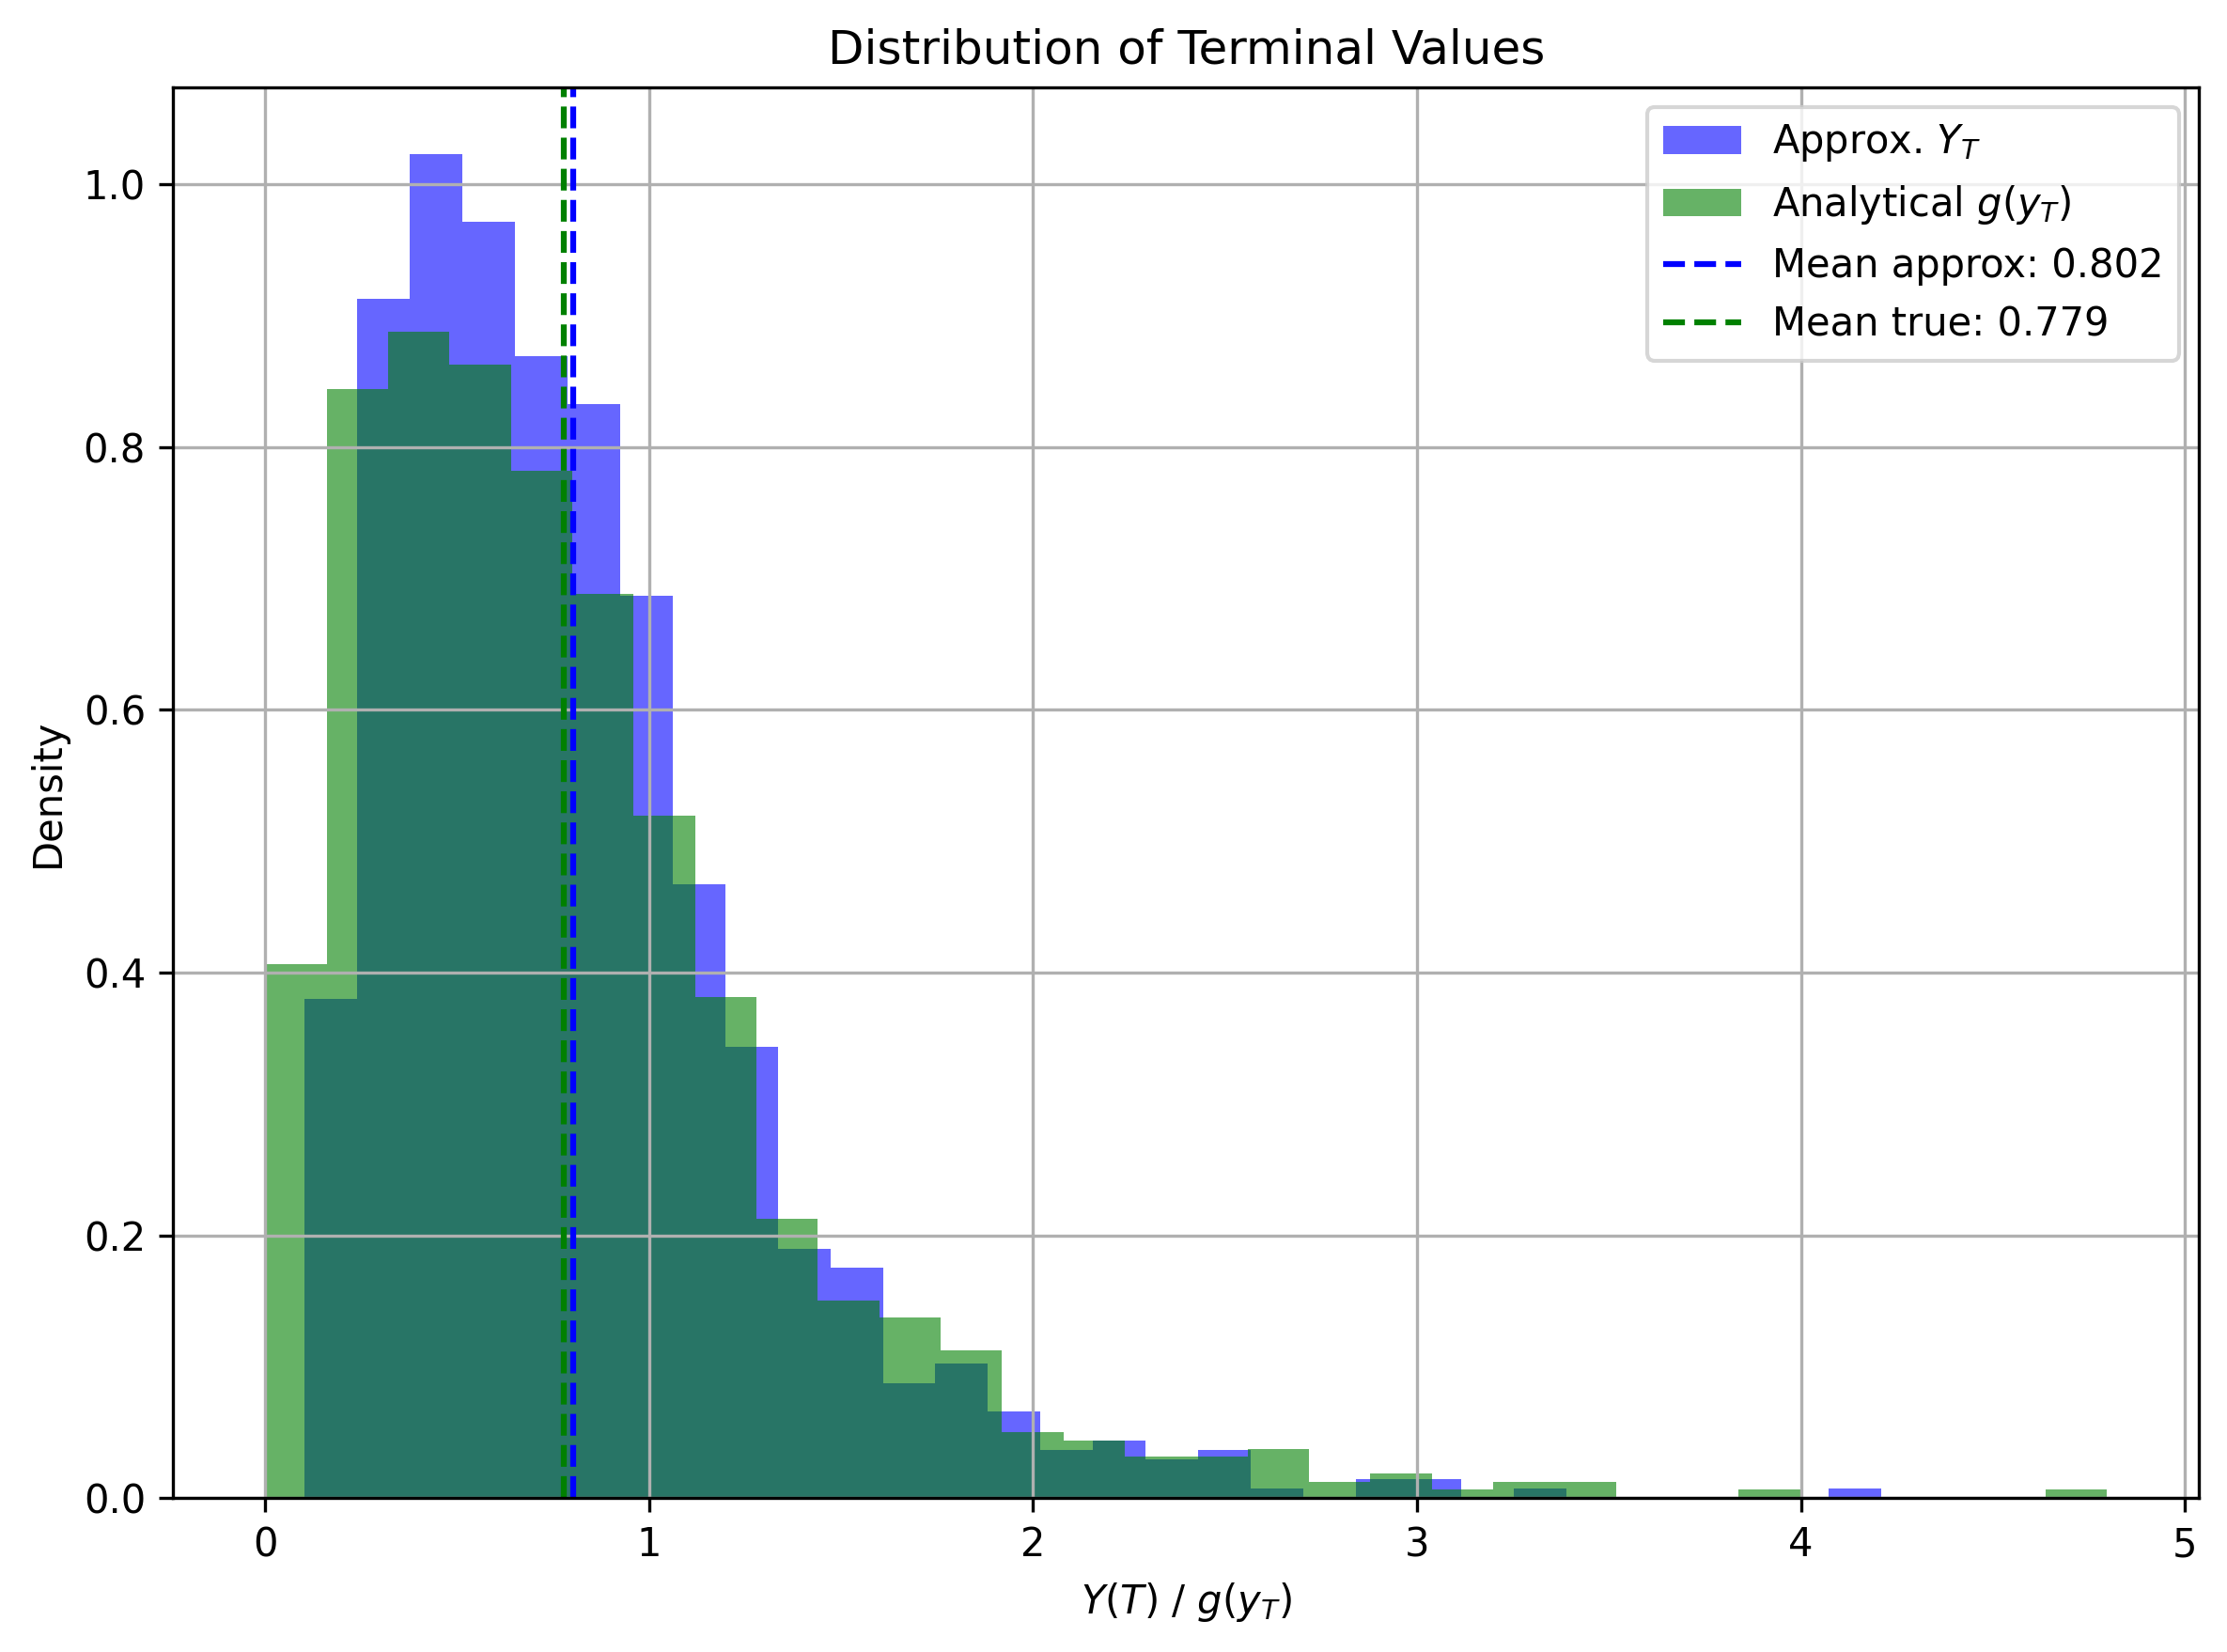 Distribution of Terminal Values
Approx. Y_T
Analytical g(y_T)
Mean approx: 0.802
Mean true: 0.779
Density
1.0
0.8
0.6
0.4
0.2
0.0
0 1 2 3 4 5
Y(T) / g(y_T)